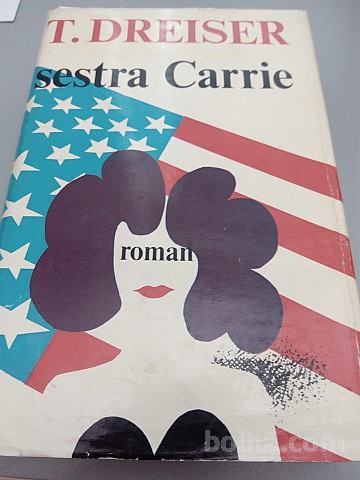 T. DREISER
sestra Carrie
roman
bolha.com